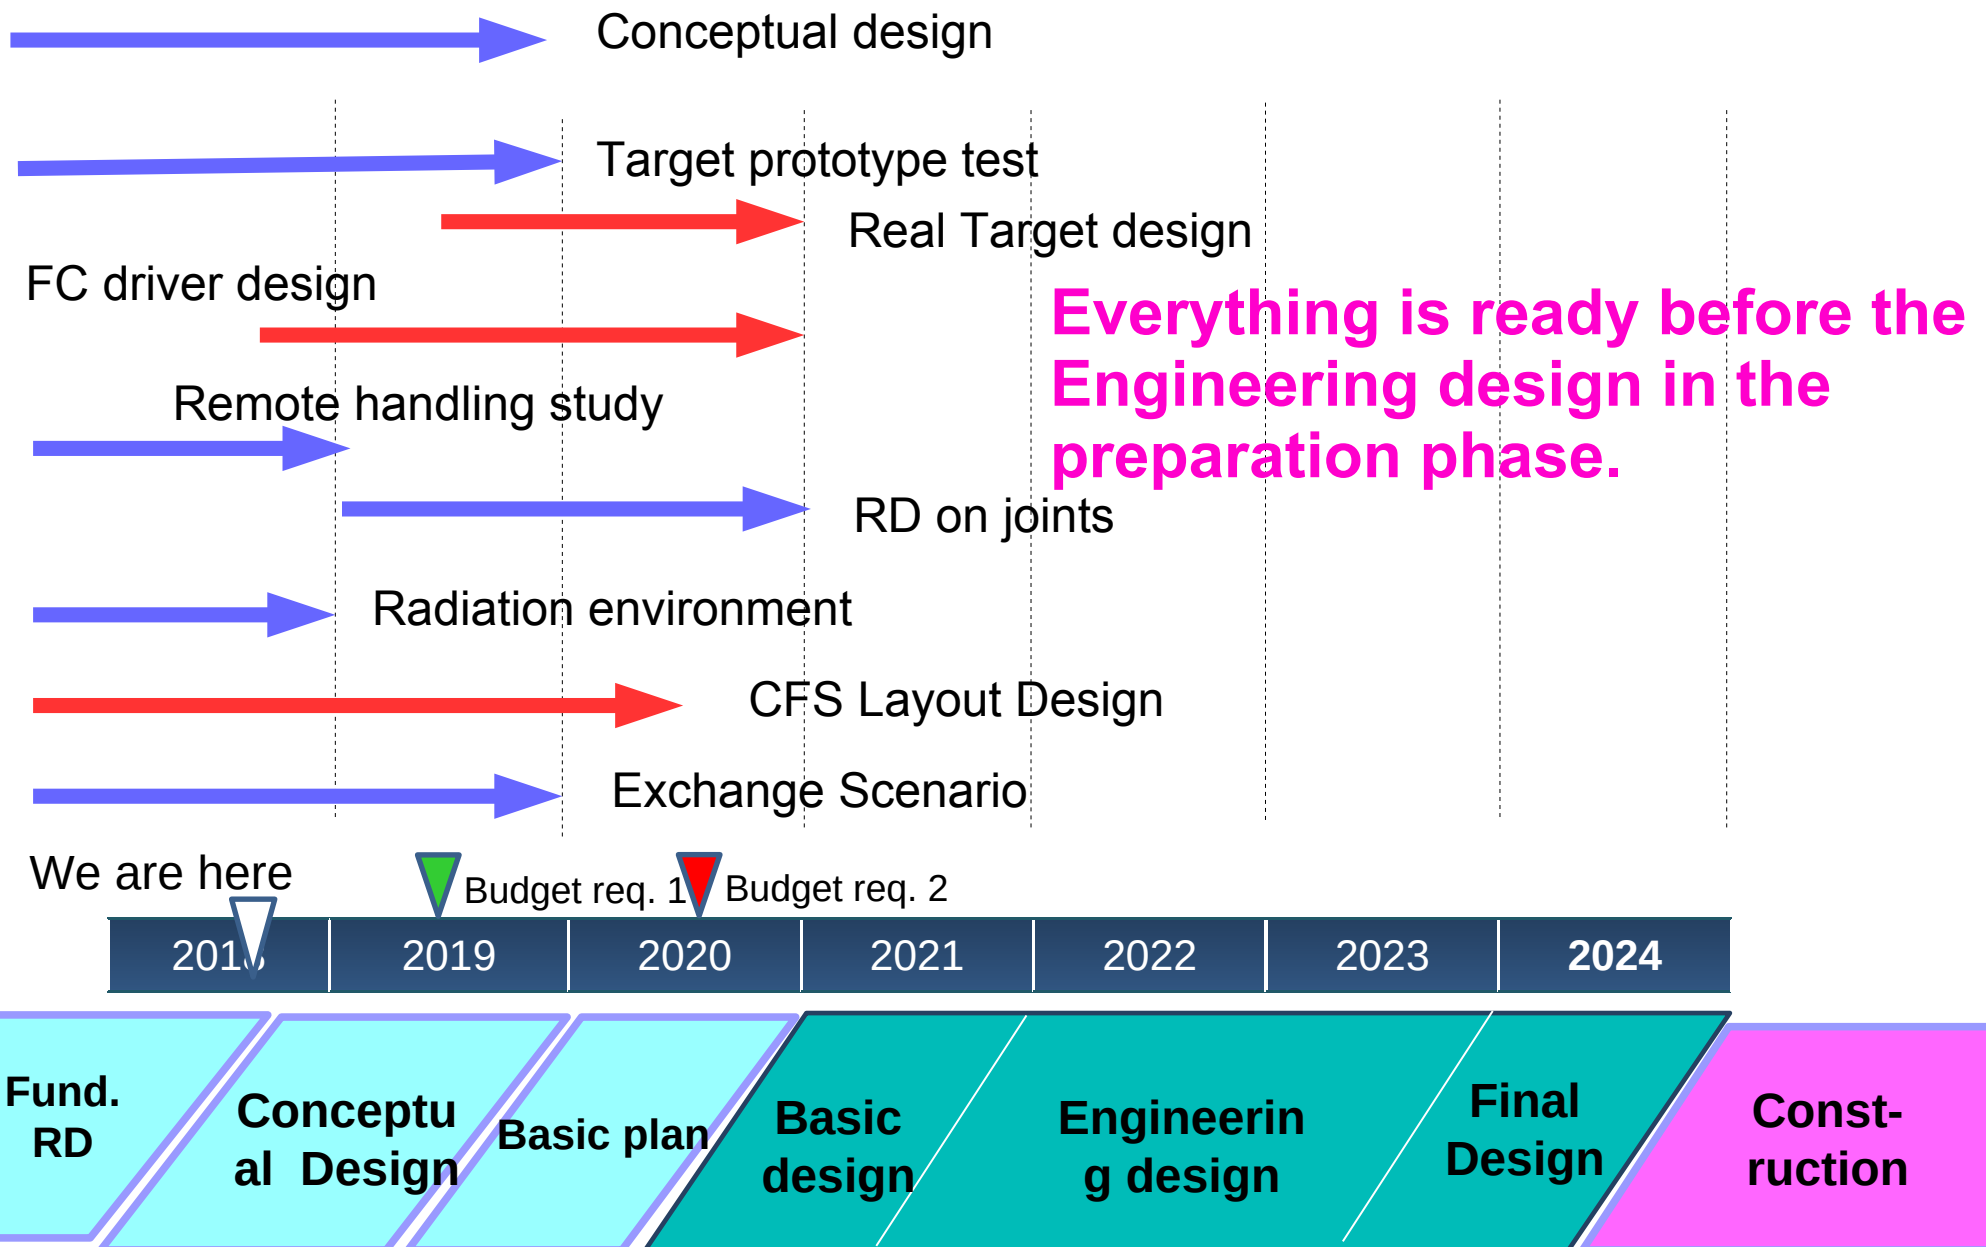 Conceptual design
Target prototype test
Real Target design
FC driver design
Everything is ready before the
Engineering design in the
preparation phase.
Remote handling study
RD on joints
Radiation environment
CFS Layout Design
Exchange Scenario
We are here
Budget req. 1
Budget req. 2
2018 2019 2020 2021 2022 2023 2024
Fund.
RD
Conceptu
al Design
Basic plan
Basic
design
Engineerin
g design
Final
Design
Const-
ruction